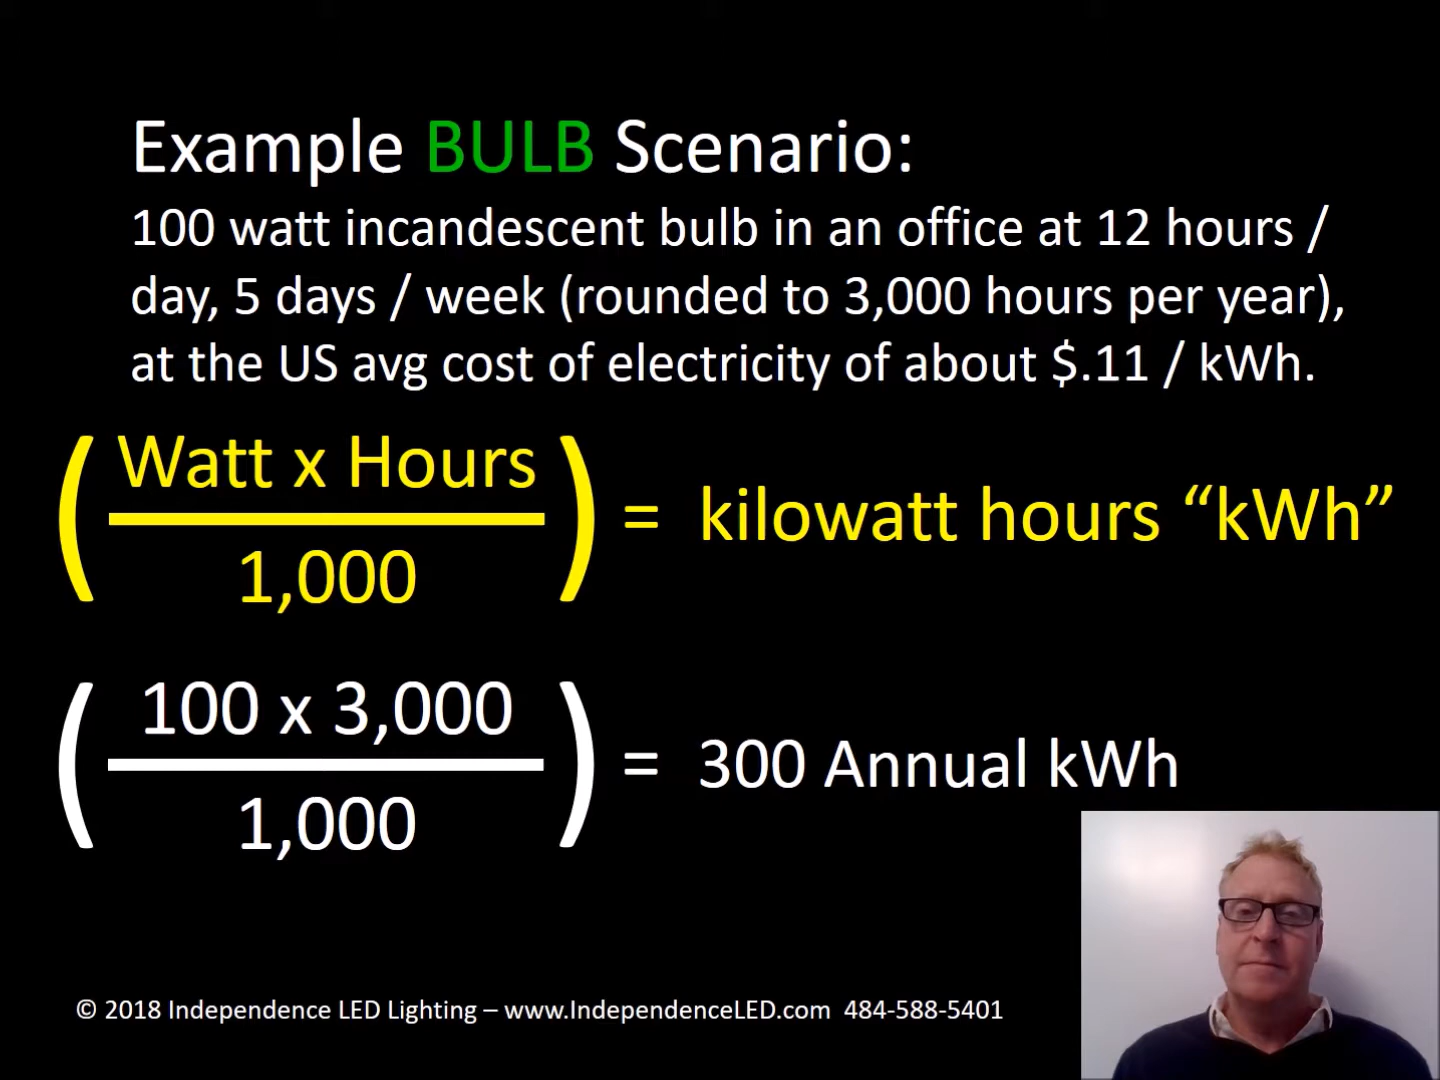 Example BULB Scenario:
100 watt incandescent bulb in an office at 12 hours /
day, 5 days / week (rounded to 3,000 hours per year),
at the US avg cost of electricity of about $.11 / kWh.
( Watt x Hours
1,000 ) = kilowatt hours “kWh”
( 100 x 3,000
1,000 ) = 300 Annual kWh
© 2018 Independence LED Lighting – www.IndependenceLED.com 484-588-5401